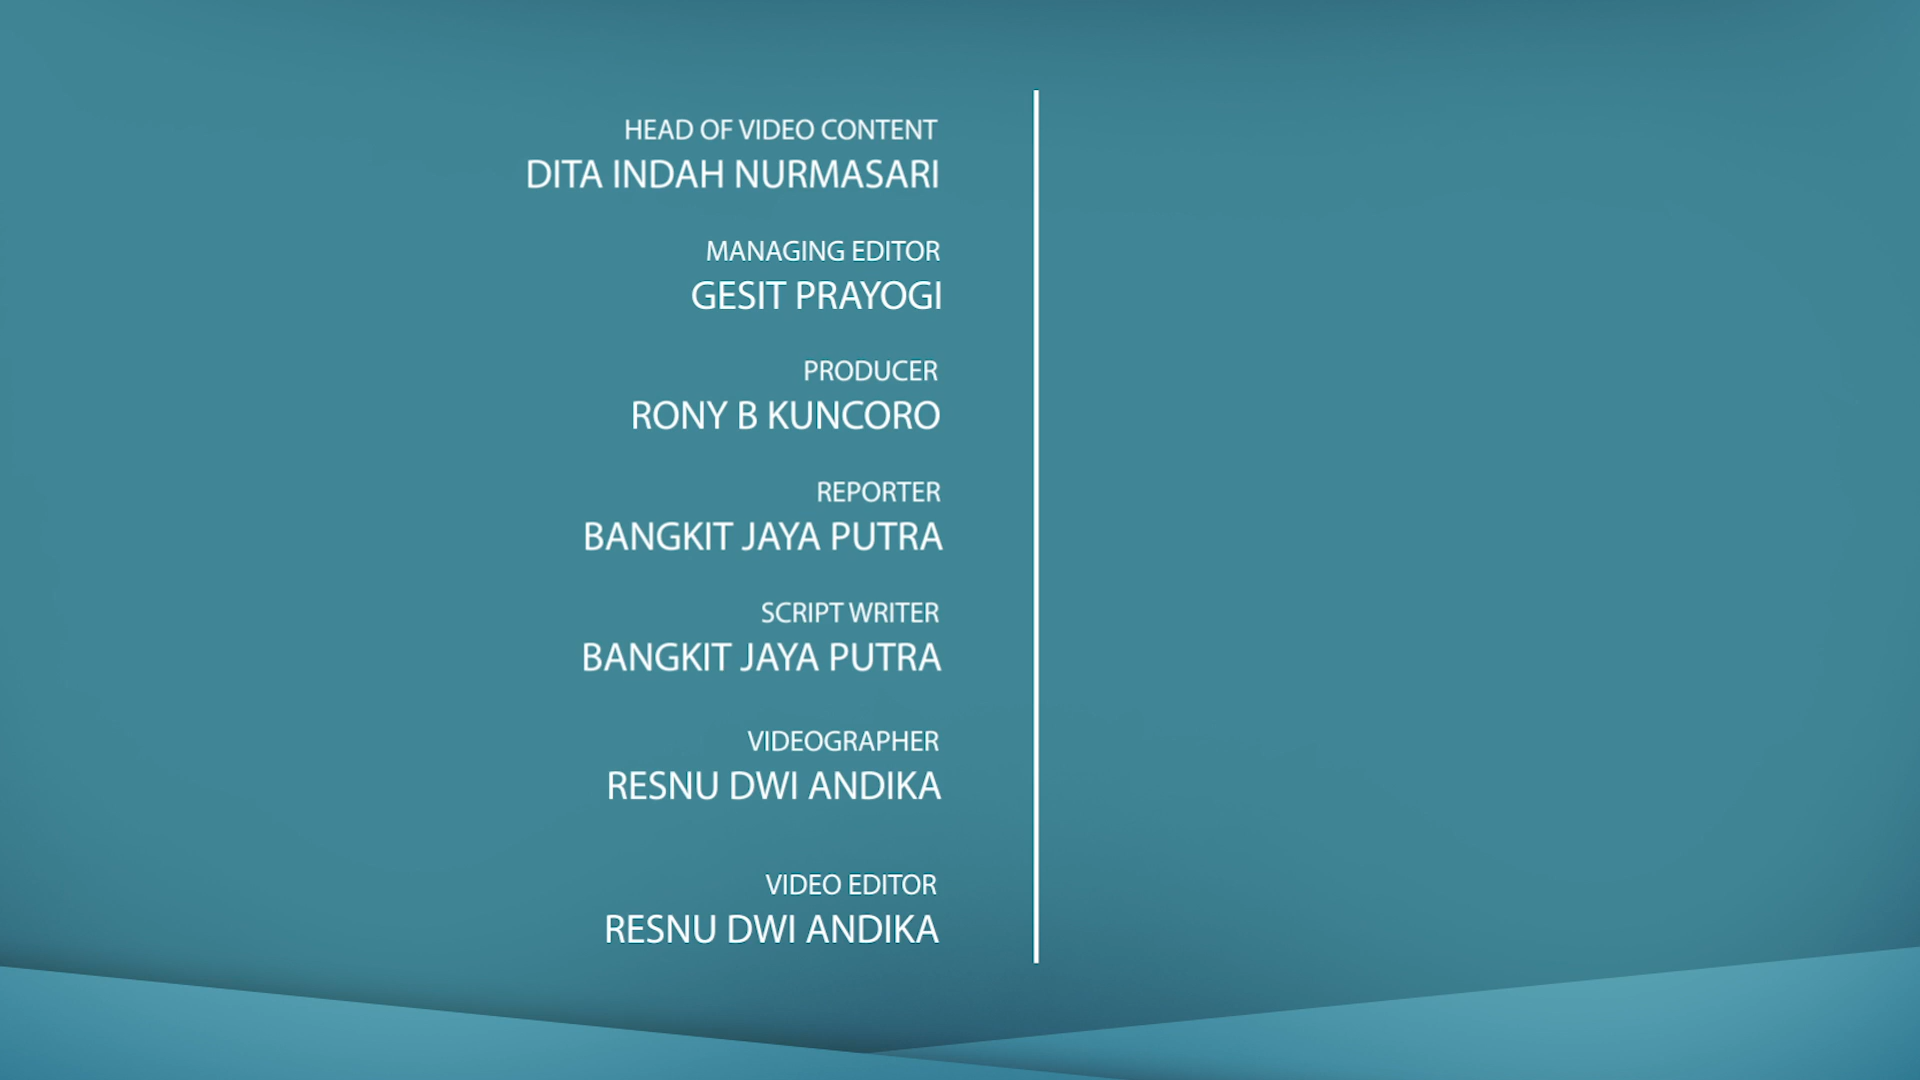 HEAD OF VIDEO CONTENT
DITA INDAH NURMASARI
MANAGING EDITOR
GESIT PRAYOGI
PRODUCER
RONY B KUNCORO
REPORTER
BANGKIT JAYA PUTRA
SCRIPT WRITER
BANGKIT JAYA PUTRA
VIDEOGRAPHER
RESNU DWI ANDIKA
VIDEO EDITOR
RESNU DWI ANDIKA